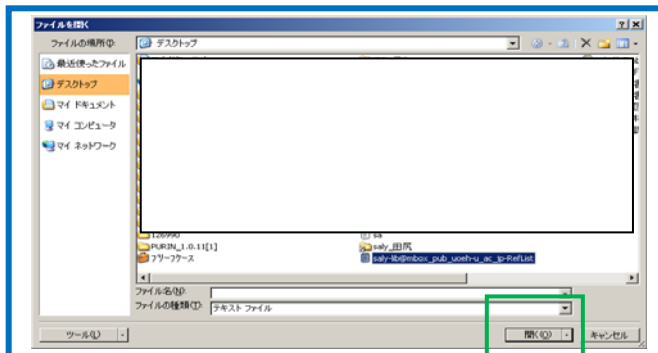 ファイルを開く
ファイルの場所(I):
デスクトップ
最近使ったファイル
デスクトップ
マイ ドキュメント
マイ コンピュータ
マイ ネットワーク
126990
sa
PURIN_1.0.11[1]
saly_田尻
フリーフケース
saly-lib@mbox_pub_uoeh-u_ac_jp-RefList
ファイル名(N):
ファイルの種類(T):
テキスト ファイル
ツール(L)
開く(O)
キャンセル